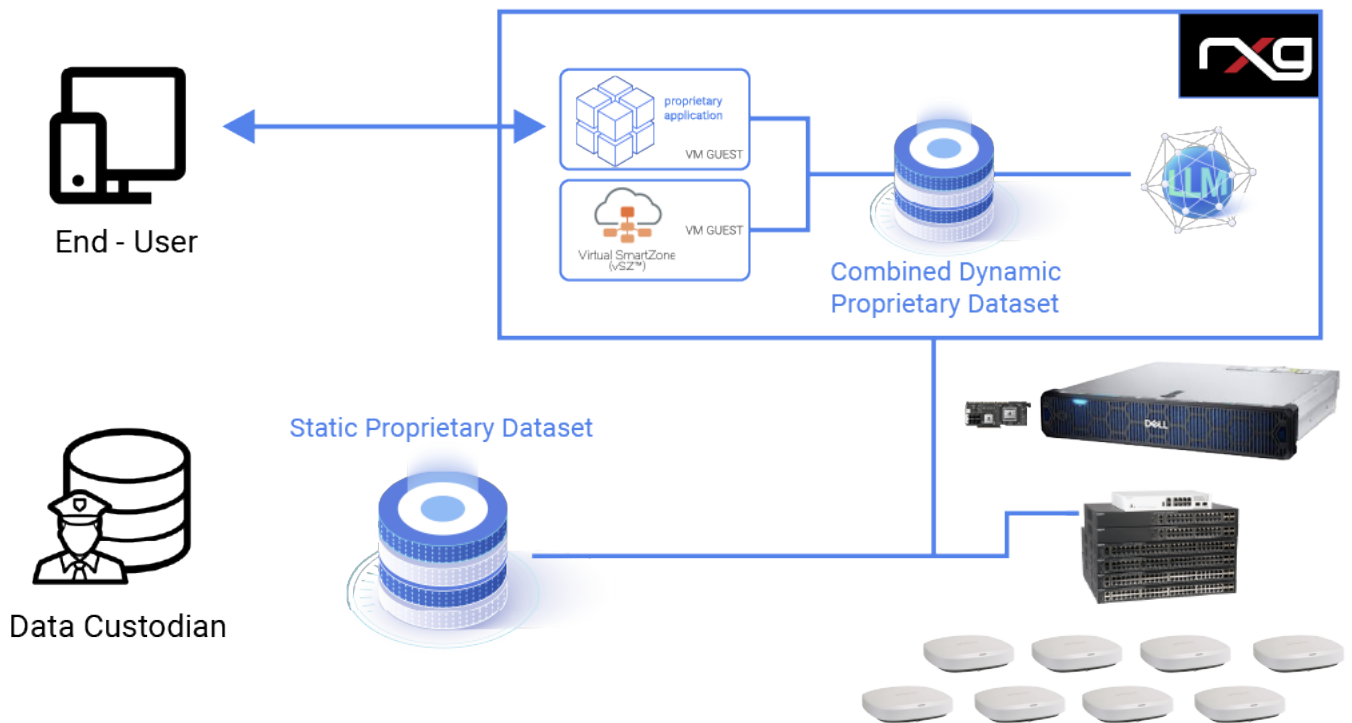 rxg
proprietary
application
VM GUEST
VM GUEST
Virtual SmartZone
(vSZ™)
LLM
End - User
Combined Dynamic
Proprietary Dataset
DELL
Static Proprietary Dataset
Data Custodian